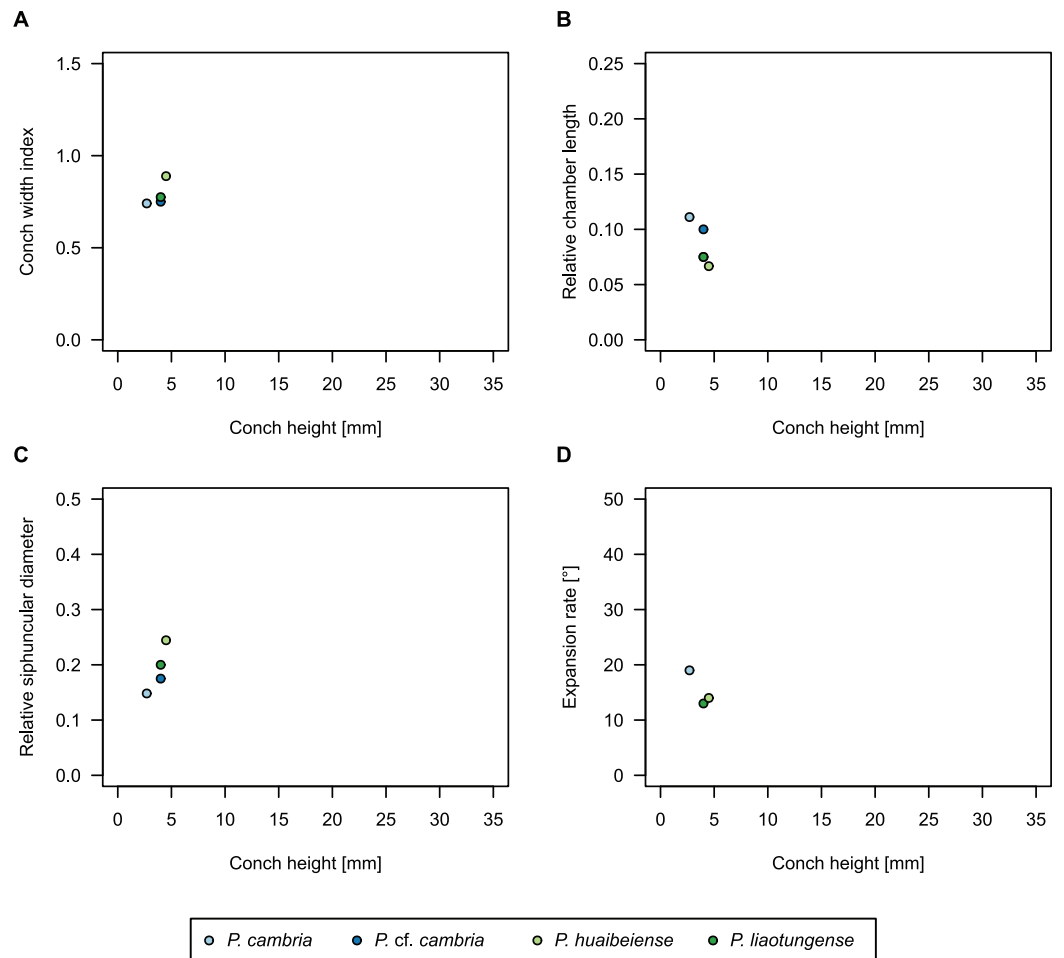 A
Conch width index
1.5
1.0
0.5
0.0
0 5 10 15 20 25 30 35
Conch height [mm]
B
Relative chamber length
0.25
0.20
0.15
0.10
0.05
0.00
0 5 10 15 20 25 30 35
Conch height [mm]
C
Relative siphuncular diameter
0.5
0.4
0.3
0.2
0.1
0.0
0 5 10 15 20 25 30 35
Conch height [mm]
D
Expansion rate [°]
50
40
30
20
10
0
0 5 10 15 20 25 30 35
Conch height [mm]
P. cambria P. cf. cambria P. huaibeiense P. liaotungense